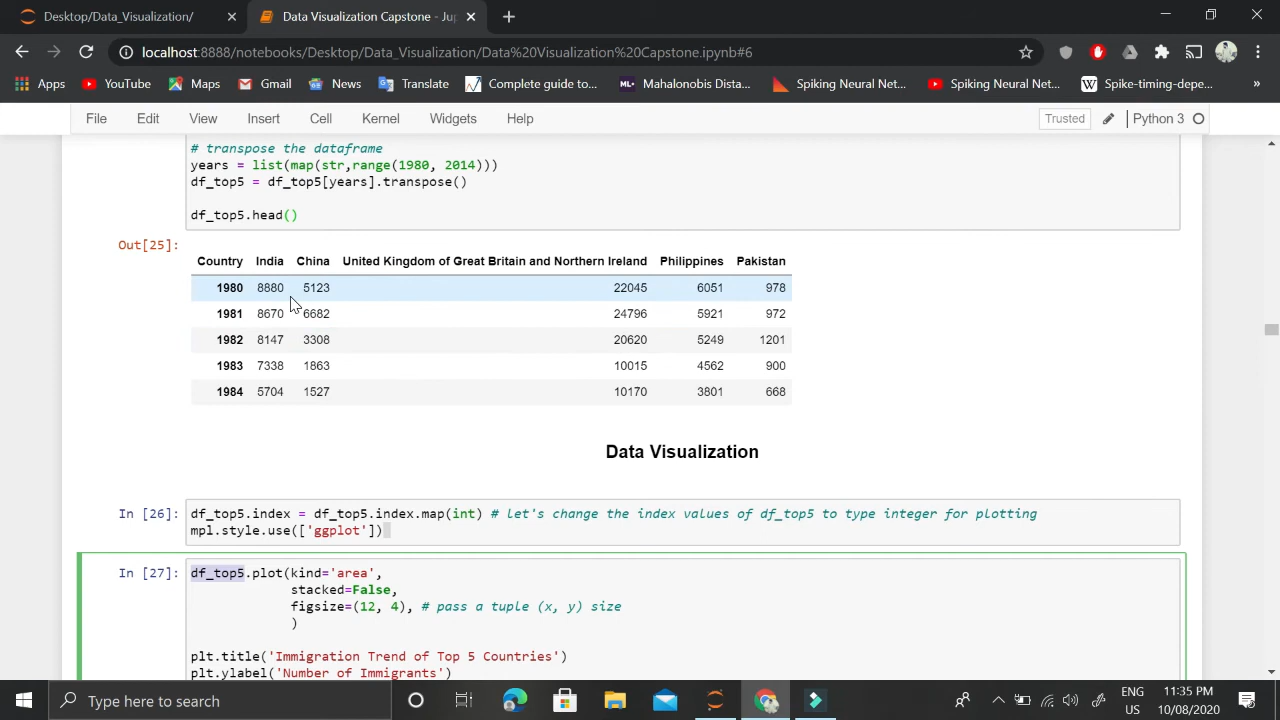 Desktop/Data_Visualization/
Data Visualization Capstone - Jup
localhost:8888/notebooks/Desktop/Data_Visualization/Data%20Visualization%20Capstone.ipynb#6
Apps YouTube Maps Gmail News Translate Complete guide to... ML+ Mahalonobis Distа... Spiking Neural Net... Spiking Neural Net... W Spike-timing-depe... »
File Edit View Insert Cell Kernel Widgets Help Trusted Python 3
# transpose the dataframe
years = list(map(str,range(1980, 2014)))
df_top5 = df_top5[years].transpose()
df_top5.head()
Out[25]:
Country India China United Kingdom of Great Britain and Northern Ireland Philippines Pakistan
1980 8880 5123 22045 6051 978
1981 8670 6682 24796 5921 972
1982 8147 3308 20620 5249 1201
1983 7338 1863 10015 4562 900
1984 5704 1527 10170 3801 668
Data Visualization
In [26]: df_top5.index = df_top5.index.map(int) # let's change the index values of df_top5 to type integer for plotting
mpl.style.use(['ggplot'])
In [27]: df_top5.plot(kind='area',
stacked=False,
figsize=(12, 4), # pass a tuple (x, y) size
)
plt.title('Immigration Trend of Top 5 Countries')
plt.ylabel('Number of Immigrants')
Type here to search
ENG
US
11:35 PM
10/08/2020